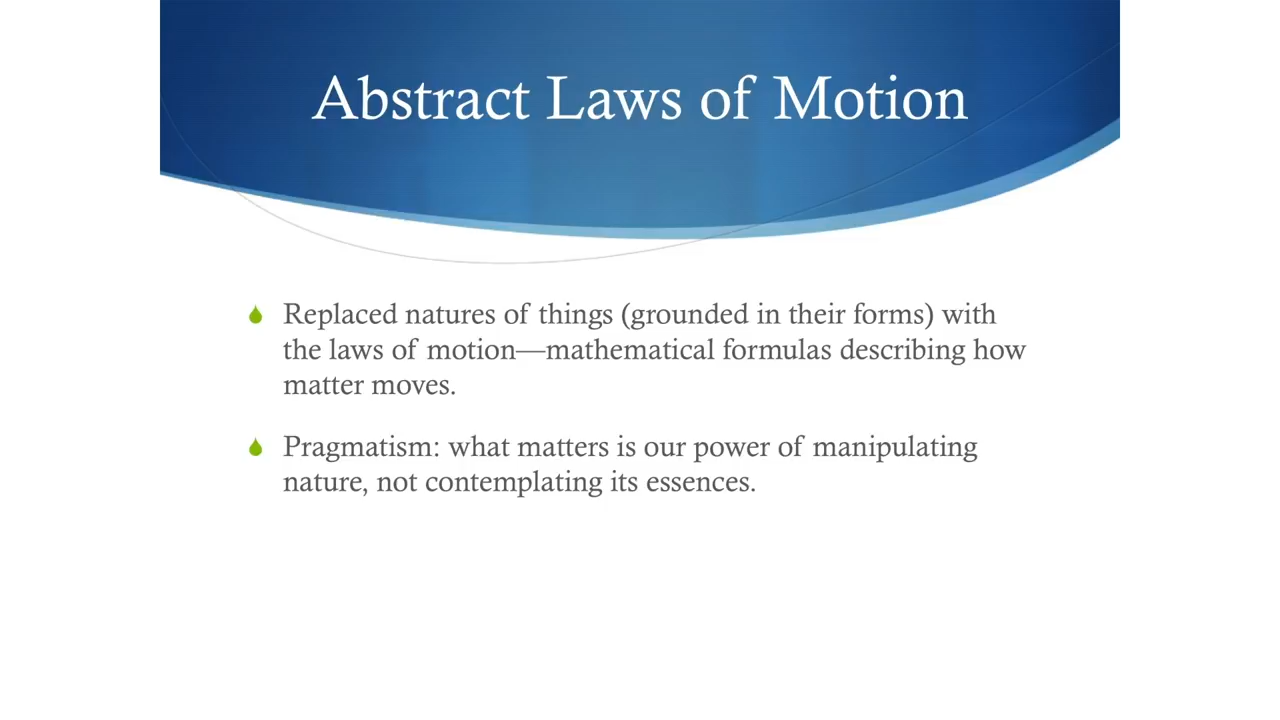 Abstract Laws of Motion
Replaced natures of things (grounded in their forms) with
the laws of motion—mathematical formulas describing how
matter moves.
Pragmatism: what matters is our power of manipulating
nature, not contemplating its essences.